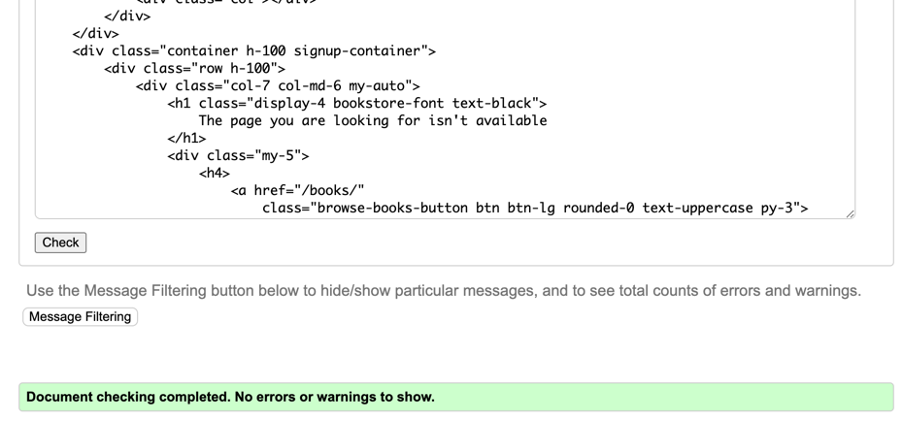 </div>
</div>
<div class="container h-100 signup-container">
<div class="row h-100">
<div class="col-7 col-md-6 my-auto">
<h1 class="display-4 bookstore-font text-black">
The page you are looking for isn't available
</h1>
<div class="my-5">
<h4>
<a href="/books/"
class="browse-books-button btn btn-lg rounded-0 text-uppercase py-3">
Check
Use the Message Filtering button below to hide/show particular messages, and to see total counts of errors and warnings.
Message Filtering
Document checking completed. No errors or warnings to show.